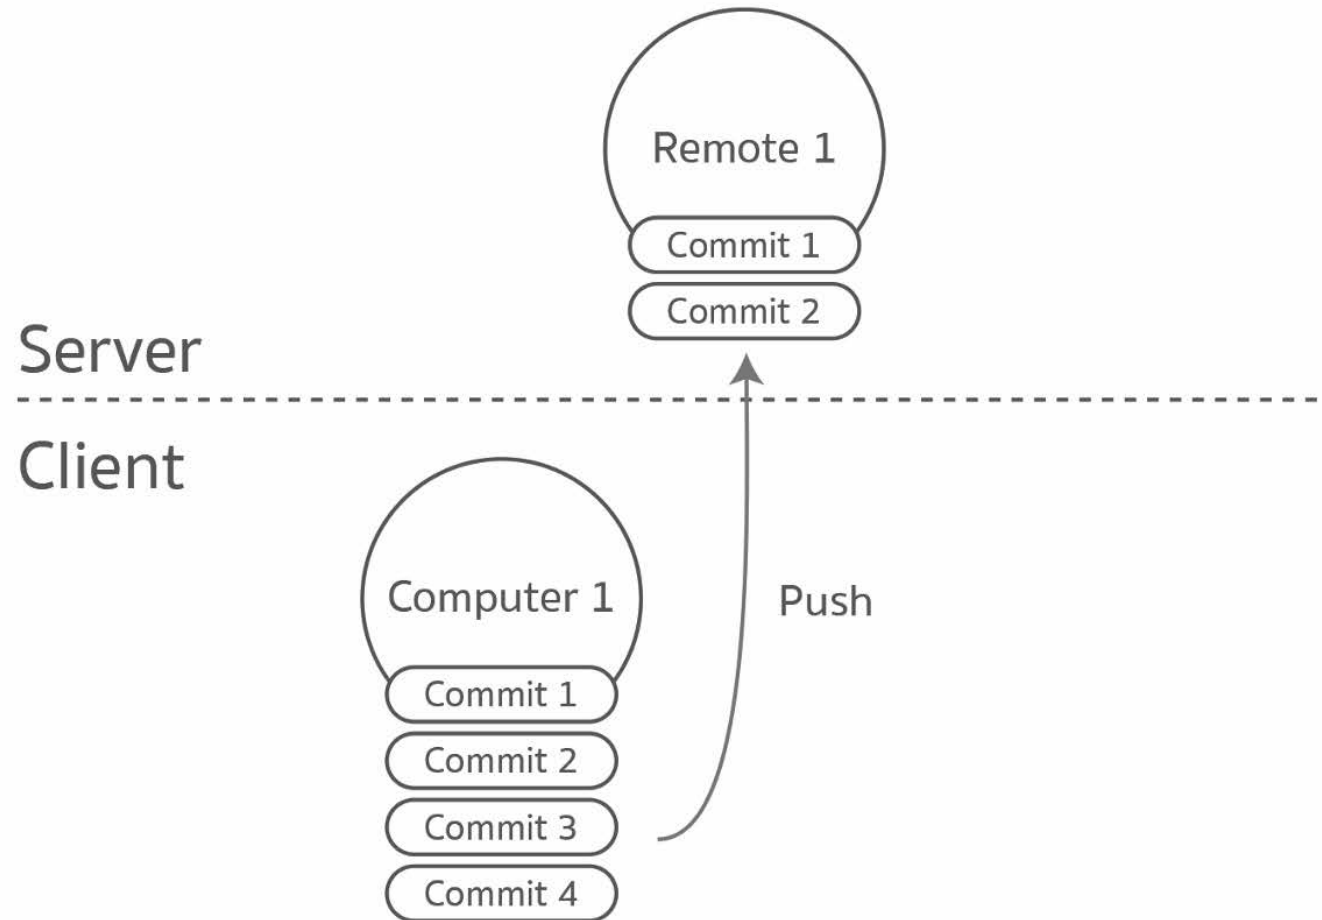 Remote 1
Commit 1
Commit 2
Server
Client
Computer 1
Push
Commit 1
Commit 2
Commit 3
Commit 4